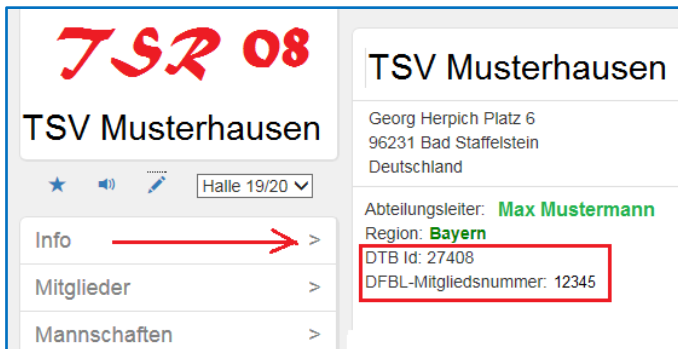 TSR 08
TSV Musterhausen
Halle 19/20
Info >
Mitglieder >
Mannschaften >
TSV Musterhausen
Georg Herpich Platz 6
96231 Bad Staffelstein
Deutschland
Abteilungsleiter: Max Mustermann
Region: Bayern
DTB Id: 27408
DFBL-Mitgliedsnummer: 12345